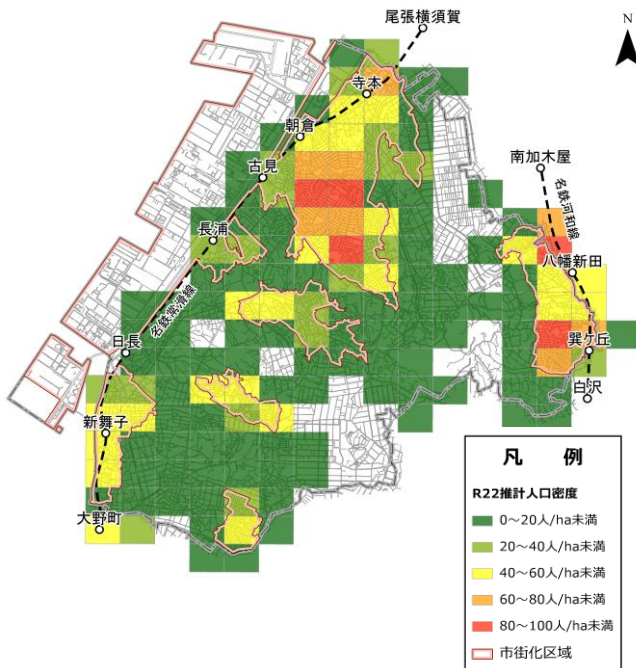 尾張横須賀
N
寺本
朝倉
古見
南加木屋
名鉄河和線
長浦
八幡新田
名鉄常滑線
日長
巽ケ丘
白沢
新舞子
大野町
凡 例
R22推計人口密度
0～20人/ha未満
20～40人/ha未満
40～60人/ha未満
60～80人/ha未満
80～100人/ha未満
市街化区域